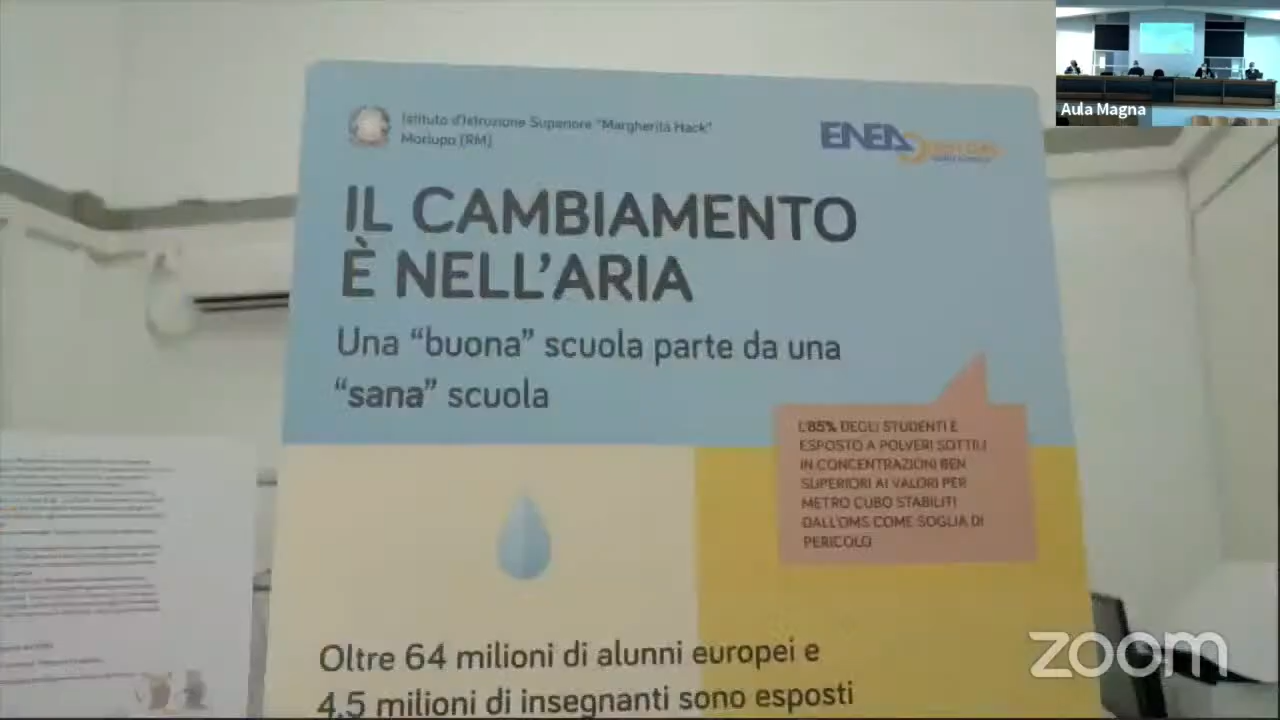 Istituto d'Istruzione Superiore "Margherita Hack"
Morlupo (RM)
ENEA
IL CAMBIAMENTO
È NELL'ARIA
Una "buona" scuola parte da una
"sana" scuola
L'85% DEGLI STUDENTI È
ESPOSTO A POLVERI SOTTILI
IN CONCENTRAZIONI BEN
SUPERIORI AI VALORI PER
METRO CUBO STABILITI
DALL'OMS COME SOGLIA DI
PERICOLO
Oltre 64 milioni di alunni europei e
4,5 milioni di insegnanti sono esposti
Aula Magna
zoom